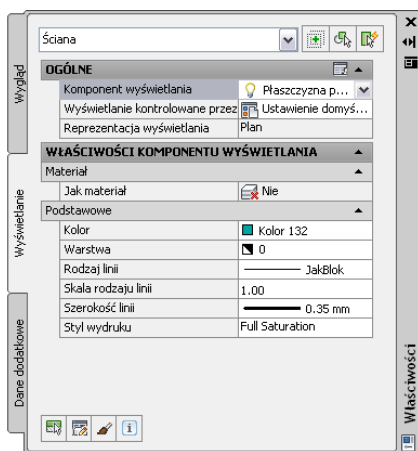 Ściana
Wygląd
Wyświetlanie
Dane dodatkowe
OGÓLNE
Komponent wyświetlania Płaszczyzna p...
Wyświetlanie kontrolowane przez Ustawienie domyś...
Reprezentacja wyświetlania Plan
WŁAŚCIWOŚCI KOMPONENTU WYŚWIETLANIA
Materiał
Jak materiał Nie
Podstawowe
Kolor Kolor 132
Warstwa 0
Rodzaj linii JakBlok
Skala rodzaju linii 1.00
Szerokość linii 0.35 mm
Styl wydruku Full Saturation
Właściwości